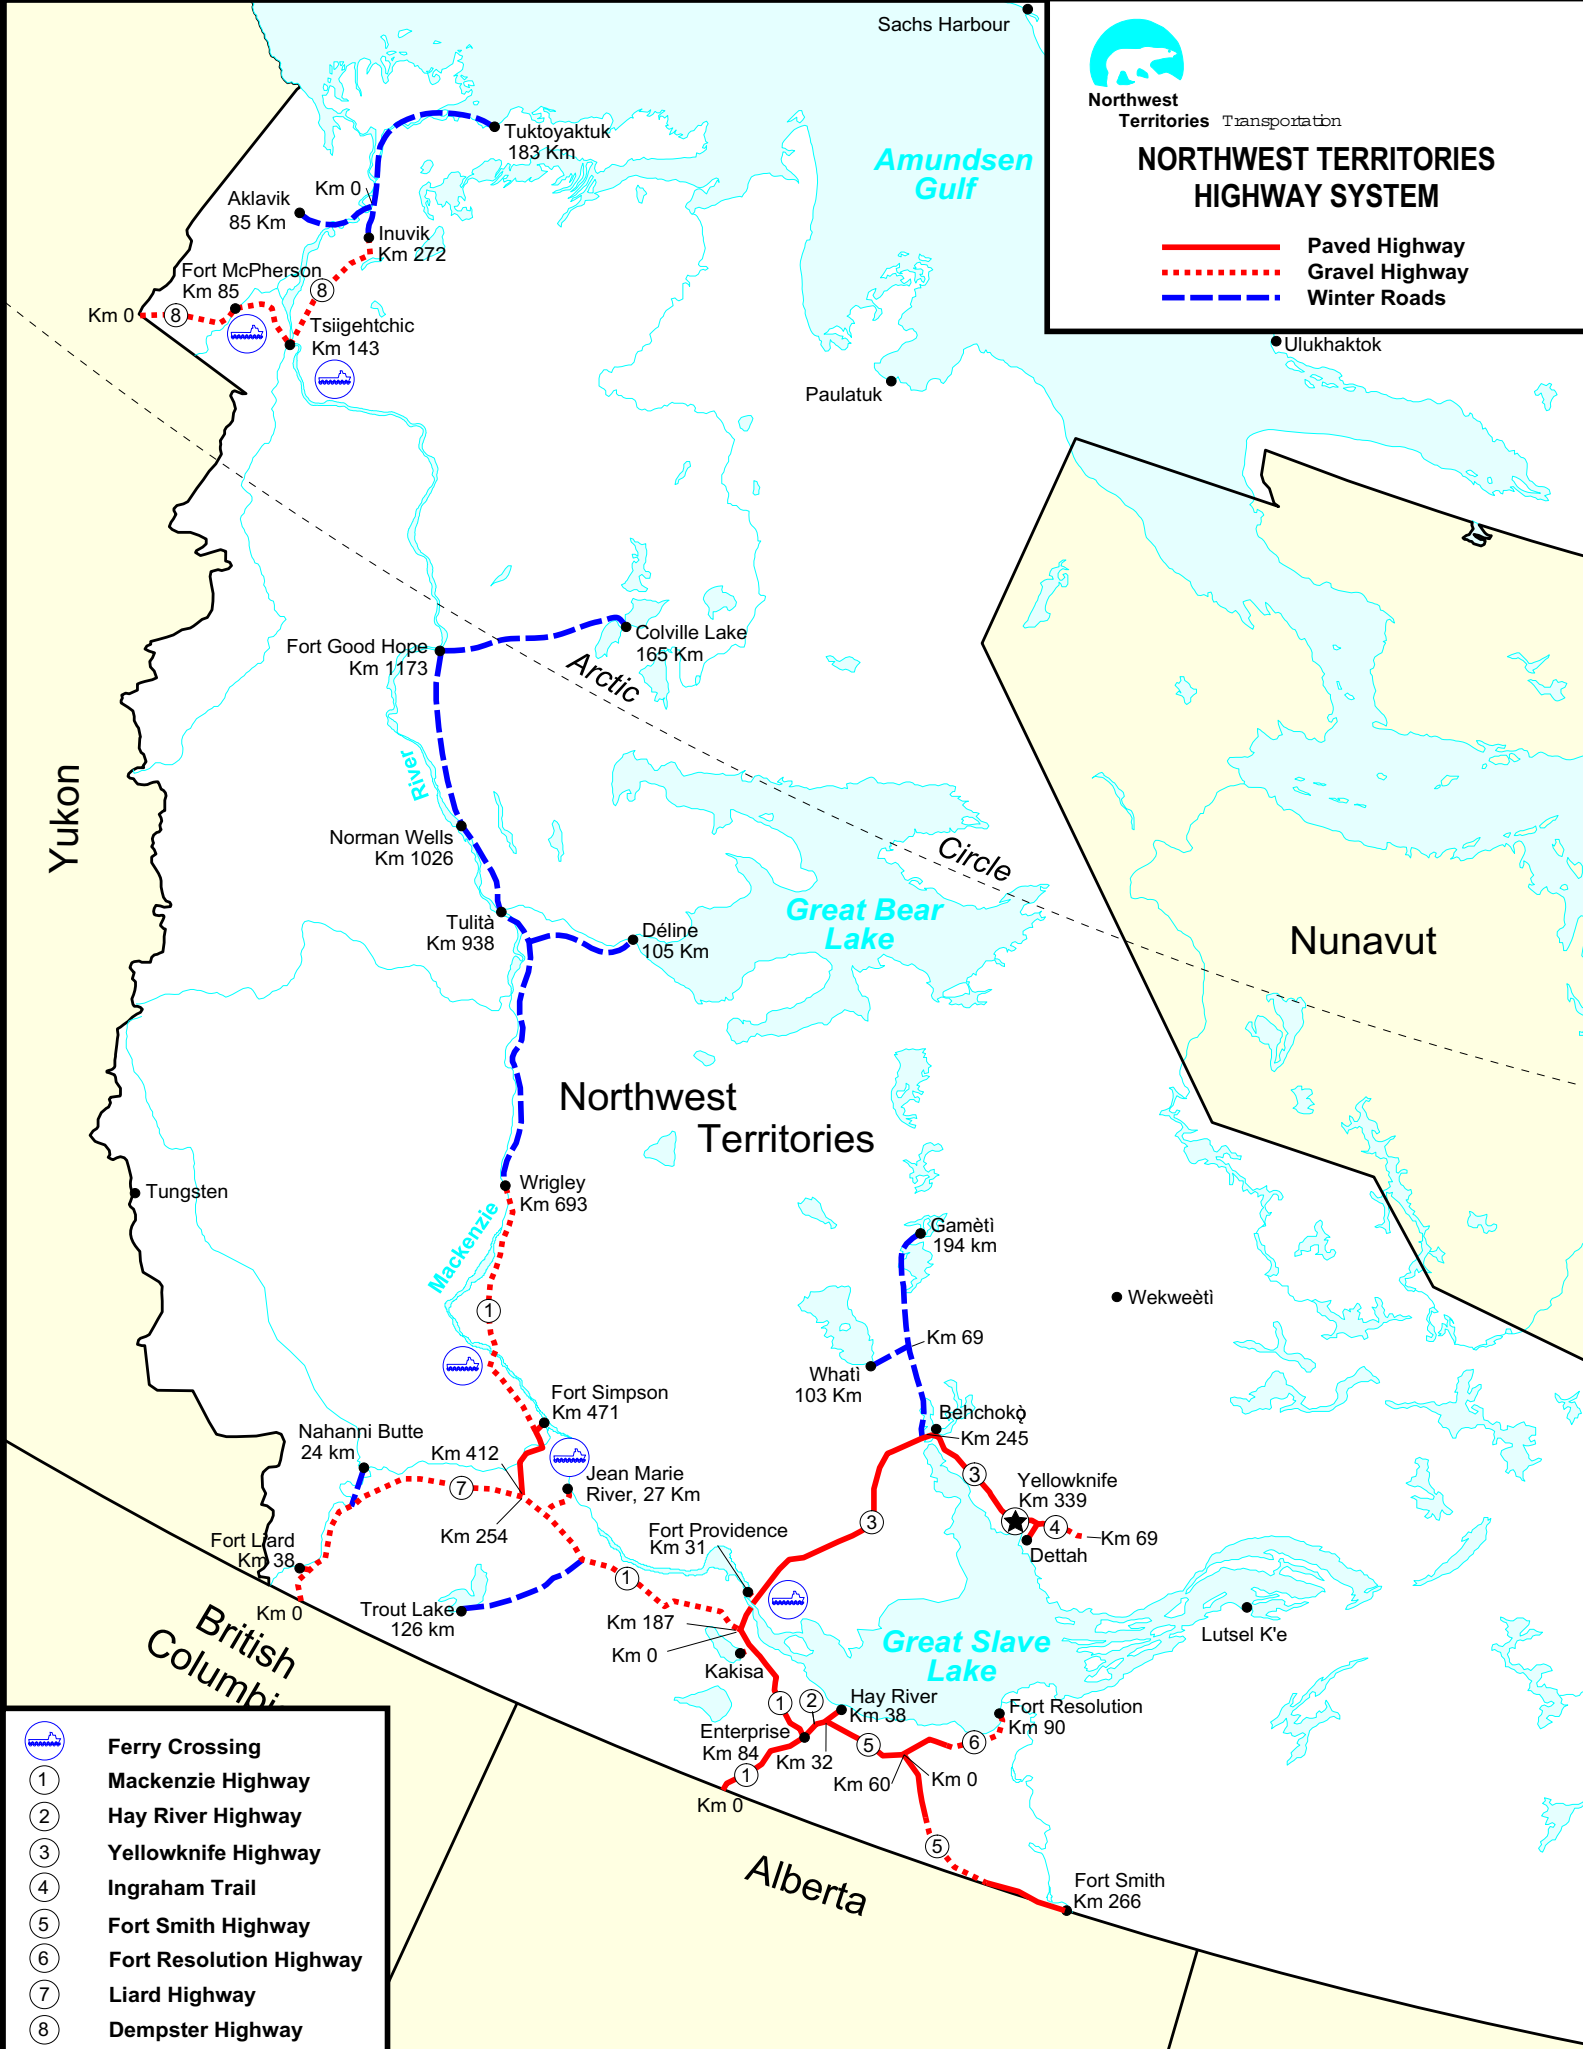 Sachs Harbour
Northwest
Territories Transportation
NORTHWEST TERRITORIES
HIGHWAY SYSTEM
Paved Highway
Gravel Highway
Winter Roads
Tuktoyaktuk
183 Km
Amundsen
Gulf
Km 0
Aklavik
85 Km
Inuvik
Km 272
Fort McPherson
Km 85
8
Km 0
8
Tsiigehtchic
Km 143
Ulukhaktok
Paulatuk
Colville Lake
165 Km
Fort Good Hope
Km 1173
Arctic
River
Yukon
Norman Wells
Km 1026
Circle
Great Bear
Lake
Tulità
Km 938
Déline
105 Km
Nunavut
Northwest
Territories
Tungsten
Wrigley
Km 693
Mackenzie
Gamètì
194 km
Wekweètì
1
Km 69
Whatì
103 Km
Fort Simpson
Km 471
Behchokǫ̀
Km 245
Nahanni Butte
24 km
Km 412
3
Jean Marie
River, 27 Km
7
Yellowknife
Km 339
Km 254
Fort Providence
Km 31
3
4
Km 69
Dettah
Fort Liard
Km 38
1
Km 0
Trout Lake
126 km
Km 187
Km 0
Kakisa
Lutsel K'e
Great Slave
Lake
British
Columbi
1
2
Hay River
Km 38
Fort Resolution
Km 90
Enterprise
Km 84
Km 32
5
6
1
Km 60
Km 0
Km 0
5
Alberta
Fort Smith
Km 266
Ferry Crossing
1 Mackenzie Highway
2 Hay River Highway
3 Yellowknife Highway
4 Ingraham Trail
5 Fort Smith Highway
6 Fort Resolution Highway
7 Liard Highway
8 Dempster Highway